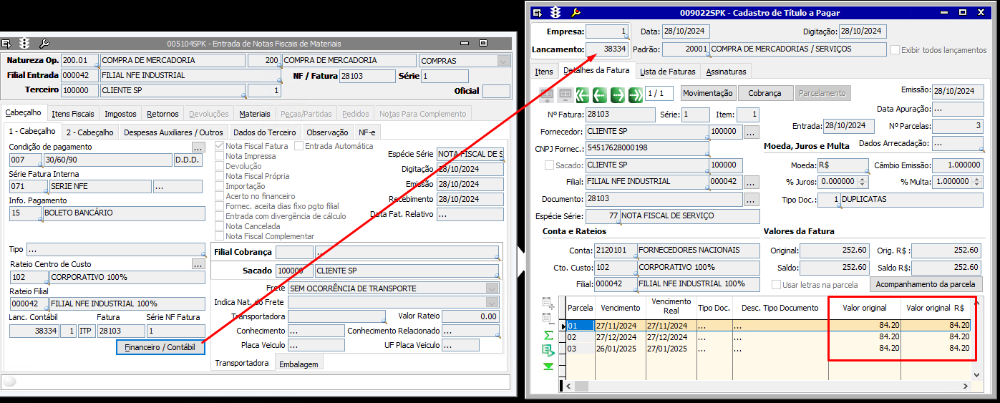 005104SPK - Entrada de Notas Fiscais de Materiais
Natureza Op. 200.01 COMPRA DE MERCADORIA 200 COMPRA DE MERCADORIA COMPRAS
Filial Entrada 000042 FILIAL NFE INDUSTRIAL NF / Fatura 28103 Série 1
Terceiro 100000 CLIENTE SP 1 Oficial
Cabeçalho Itens Fiscais Impostos Retornos Devoluções Materiais Peças/Partidas Pedidos Notas Para Complemento
1 - Cabeçalho 2 - Cabeçalho Despesas Auxiliares / Outros Dados do Terceiro Observação NF-e
Condição de pagamento ...
007 30/60/90 D.D.D.
Série Fatura Interna
071 SERIE NFE ...
Info. Pagamento
15 BOLETO BANCÁRIO
Tipo ...
Rateio Centro de Custo ...
102 CORPORATIVO 100%
Rateio Filial
000042 FILIAL NFE INDUSTRIAL 100%
Lanc. Contábil Fatura Série NF Fatura
38334 1 ITP 28103 1
Financeiro / Contábil
Nota Fiscal Fatura Entrada Automática
Nota Impressa
Devolução
Nota Fiscal Própria
Importação
Acerto no financeiro
Fornec. aceita dias fixo pgto filial
Entrada com divergência de cálculo
Nota Cancelada
Nota Fiscal Complementar
Espécie Série NOTA FISCAL DE S
Digitação 28/10/2024
Emissão 28/10/2024
Recebimento 28/10/2024
Data Fat. Relativo ...
Filial Cobrança ...
Sacado 100000 CLIENTE SP
Frete SEM OCORRÊNCIA DE TRANSPORTE
Indica Nat. do Frete
Transportadora Valor Rateio 0.00
Conhecimento ... Conhecimento Relacionado ...
Placa Veiculo ... UF Placa Veiculo ...
Transportadora Embalagem
009022SPK - Cadastro de Título a Pagar
Empresa: 1 Data: 28/10/2024 Digitação: 28/10/2024
Lancamento: 38334 Padrão: 20001 COMPRA DE MERCADORIAS / SERVIÇOS Exibir todos lançamentos
Itens Detalhes da Fatura Lista de Faturas Assinaturas
1 / 1 Movimentação Cobrança Parcelamento Emissão: 28/10/2024
Data Apuração: ...
Nº Fatura: 28103 Série: 1 Item: 1
Entrada: 28/10/2024 Nº Parcelas: 3
Fornecedor: CLIENTE SP 100000 ...
Dados Arrecadação: ...
CNPJ Fornec.: 54517628000198
Moeda, Juros e Multa
Sacado: CLIENTE SP 100000
Moeda: R$ Câmbio Emissão: 1.000000
Filial: FILIAL NFE INDUSTRIAL 000042 ...
% Juros: 0.000000 % Multa: 1.000000
Documento: 28103 ...
Tipo Doc.: 1 DUPLICATAS
Espécie Série: 77 NOTA FISCAL DE SERVIÇO
Conta e Rateios
Conta: 2120101 FORNECEDORES NACIONAIS
Cto. Custo: 102 CORPORATIVO 100%
Filial: 000042 FILIAL NFE INDUSTRIAL 100%
Valores da Fatura
Original: 252.60 Orig. R$ : 252.60
Saldo: 252.60 Saldo R$: 252.60
Usar letras na parcela Acompanhamento da parcela
Parcela Vencimento Vencimento Real Tipo Doc. Desc. Tipo Documento Valor original Valor original R$
01 27/11/2024 27/11/2024 ... ... 84.20 84.20
02 27/12/2024 27/12/2024 ... ... 84.20 84.20
03 26/01/2025 27/01/2025 ... ... 84.20 84.20